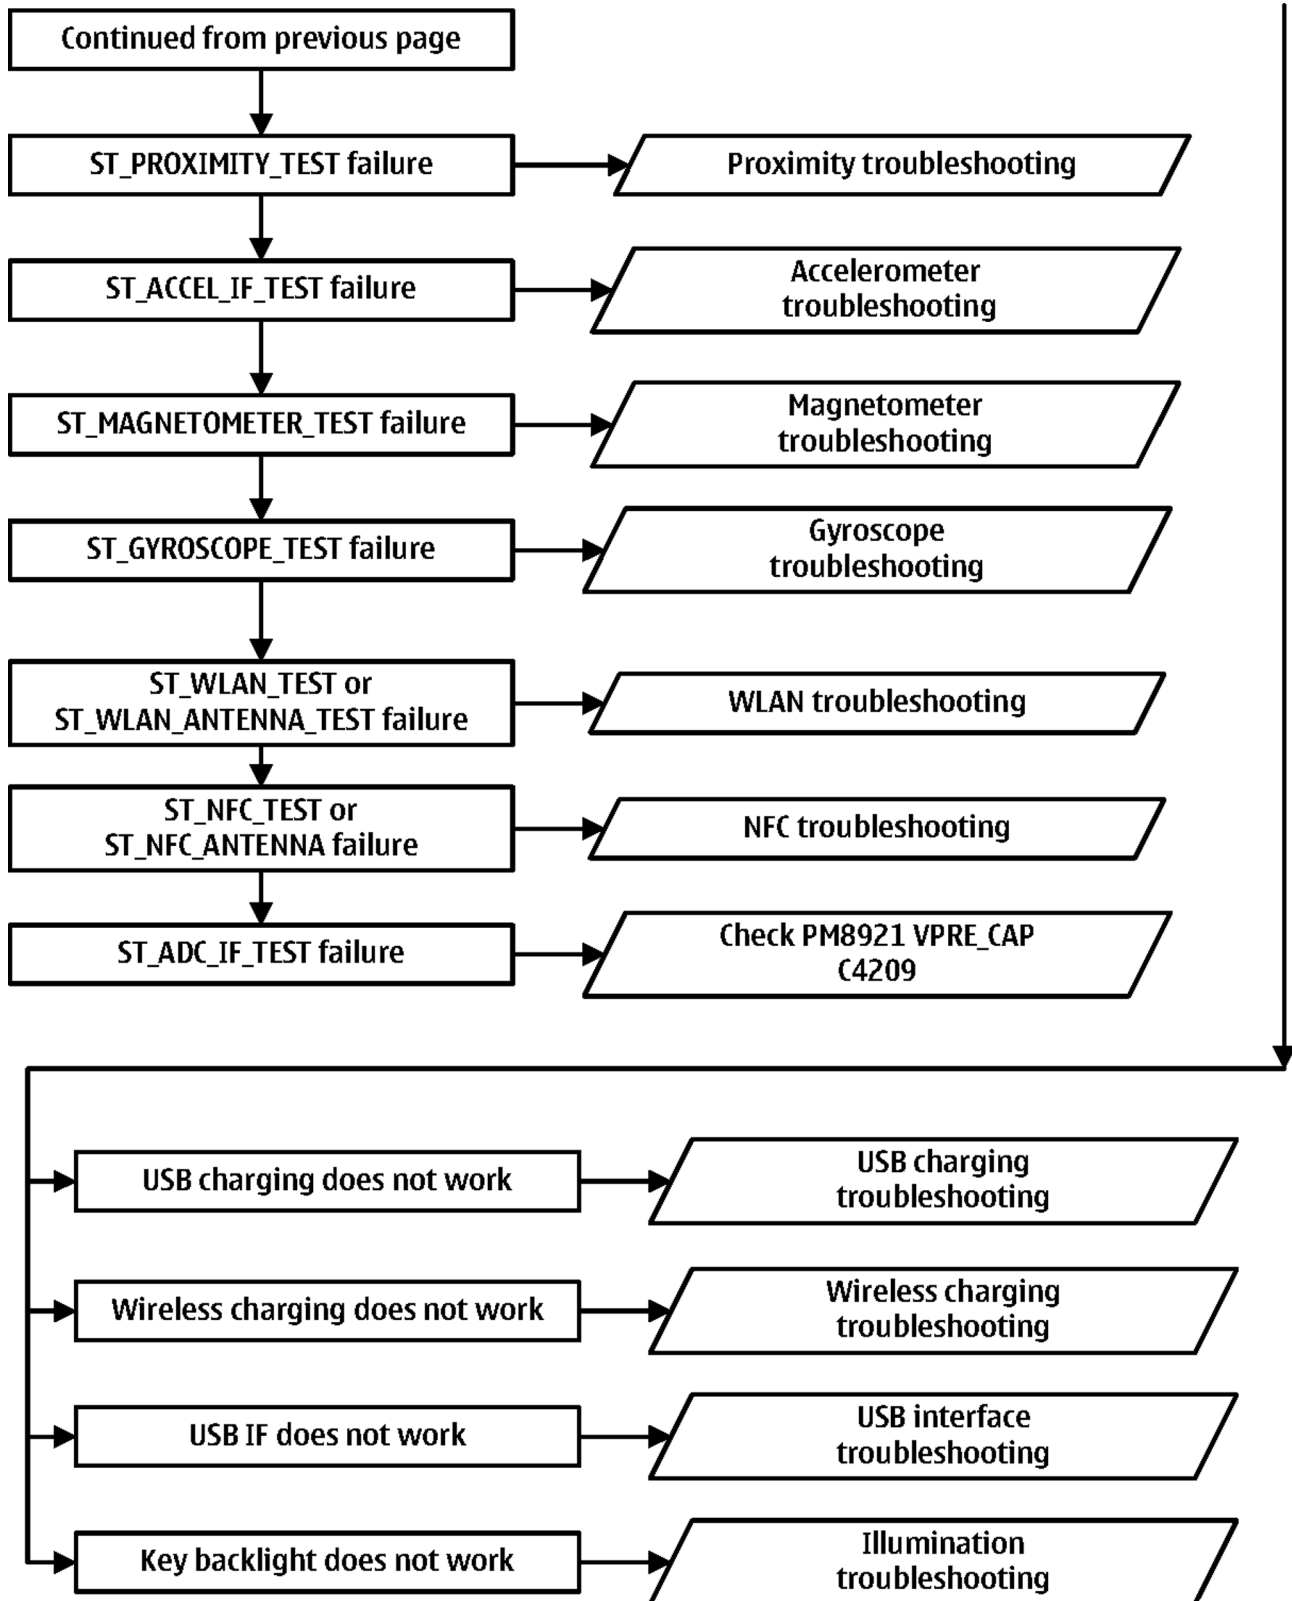 Continued from previous page
ST_PROXIMITY_TEST failure
Proximity troubleshooting
ST_ACCEL_IF_TEST failure
Accelerometer
troubleshooting
ST_MAGNETOMETER_TEST failure
Magnetometer
troubleshooting
ST_GYROSCOPE_TEST failure
Gyroscope
troubleshooting
ST_WLAN_TEST or
ST_WLAN_ANTENNA_TEST failure
WLAN troubleshooting
ST_NFC_TEST or
ST_NFC_ANTENNA failure
NFC troubleshooting
ST_ADC_IF_TEST failure
Check PM8921 VPRE_CAP
C4209
USB charging does not work
USB charging
troubleshooting
Wireless charging does not work
Wireless charging
troubleshooting
USB IF does not work
USB interface
troubleshooting
Key backlight does not work
Illumination
troubleshooting